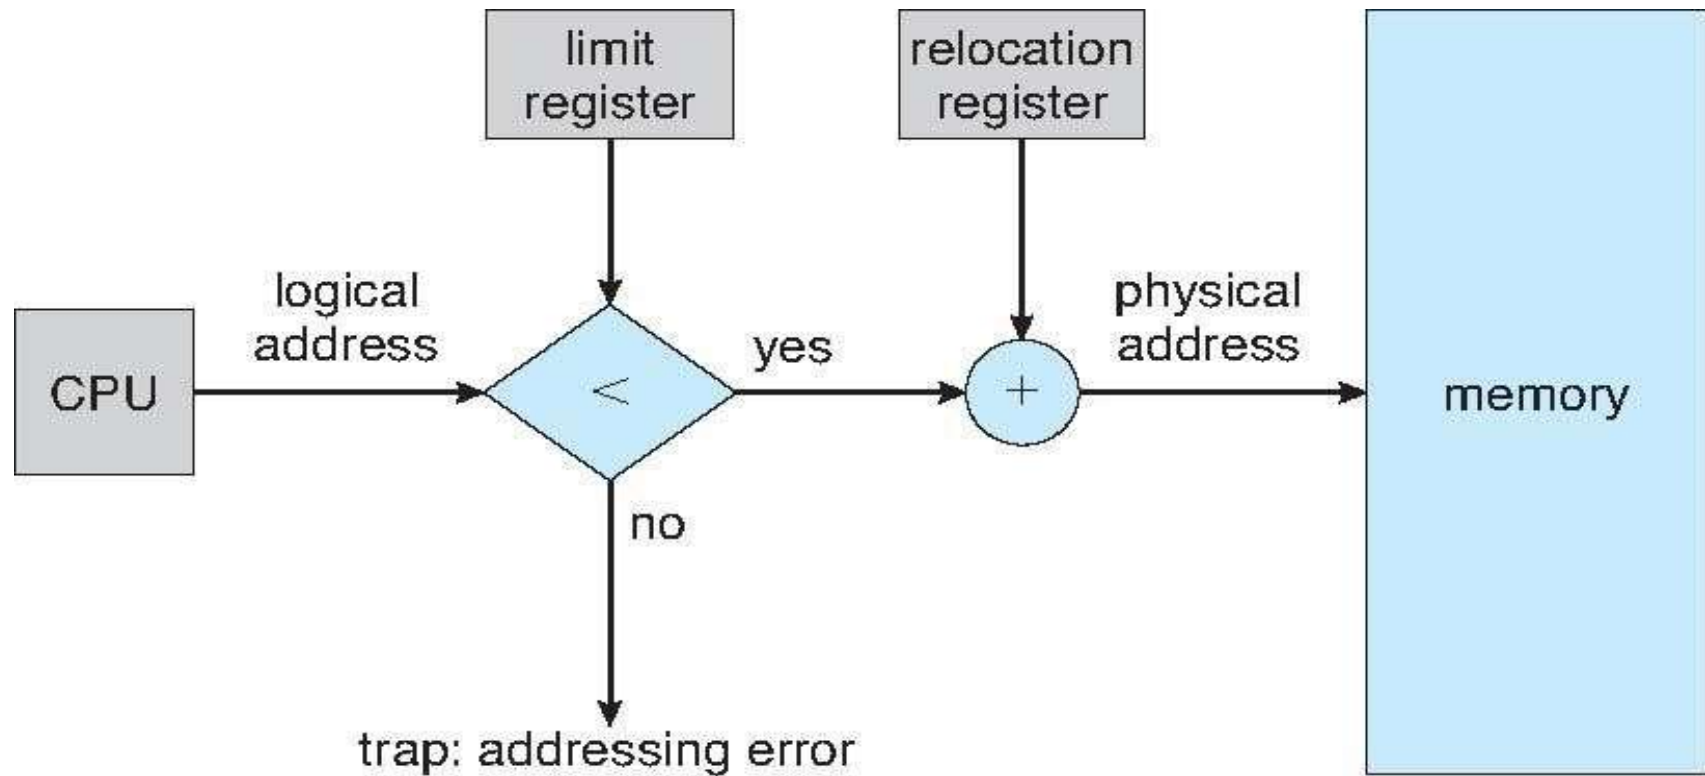 limit
register
relocation
register
logical
address
physical
address
CPU
<
yes
+
memory
no
trap: addressing error